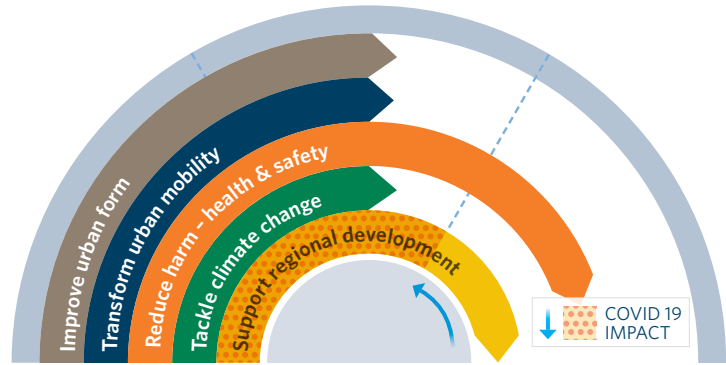 Improve urban form
Transform urban mobility
Reduce harm – health & safety
Tackle climate change
Support regional development
COVID 19
IMPACT